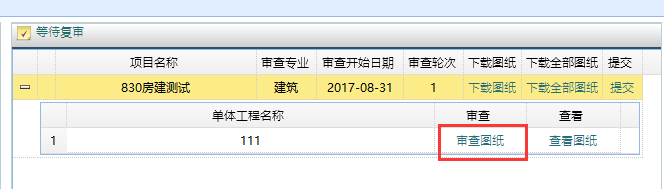 等待复审
项目名称 审查专业 审查开始日期 审查轮次 下载图纸 下载全部图纸 提交
830房建测试 建筑 2017-08-31 1 下载图纸 下载全部图纸 提交
单体工程名称 审查 查看
1 111 审查图纸 查看图纸